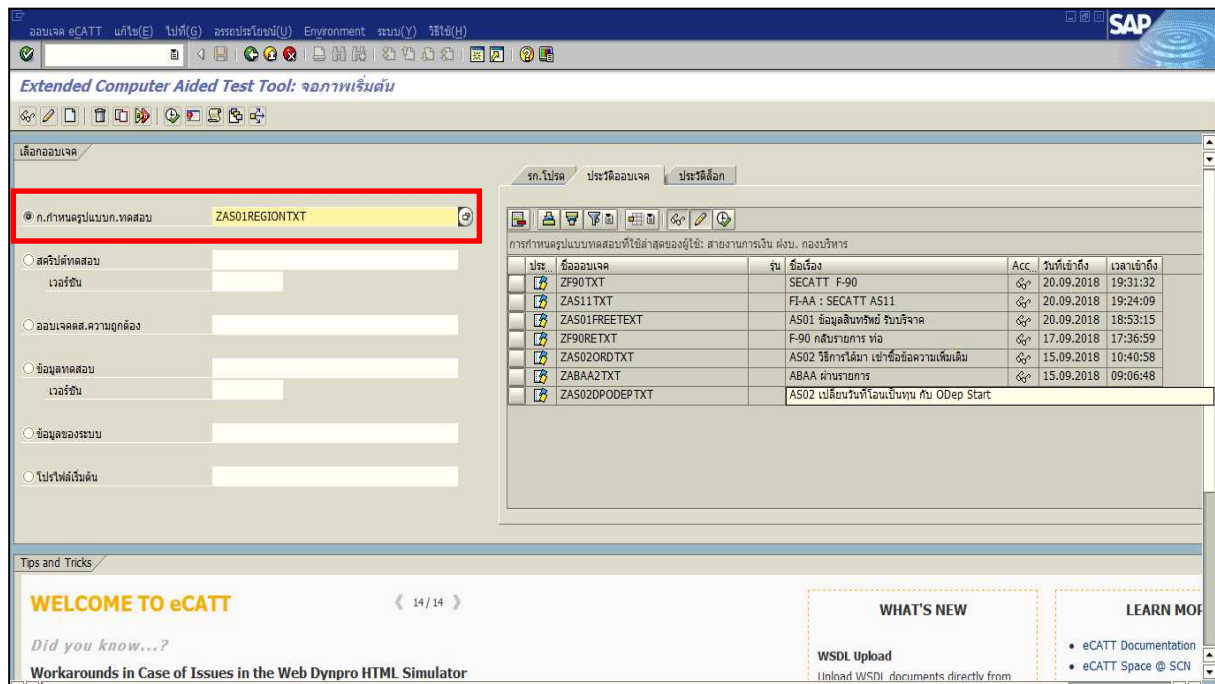 ออบเจค eCATT แก้ไข(E) ไปที่(G) อรรถประโยชน์(U) Environment ระบบ(Y) วิธีใช้(H)
SAP
Extended Computer Aided Test Tool: จอภาพเริ่มต้น
เลือกออบเจค
ก.กำหนดรูปแบบก.ทดสอบ ZAS01REGIONTXT
สคริปต์ทดสอบ
เวอร์ชัน
ออบเจคตส.ความถูกต้อง
ข้อมูลทดสอบ
เวอร์ชัน
ข้อมูลของระบบ
โปรไฟล์เริ่มต้น
รก.โปรด ประวัติออบเจค ประวัติล็อก
การกำหนดรูปแบบทดสอบที่ใช้ล่าสุดของผู้ใช้: สายงานการเงิน ฝงบ. กองบริหาร
ประ... ชื่อออบเจค รุ่น ชื่อเรื่อง Acc... วันที่เข้าถึง เวลาเข้าถึง
ZF90TXT SECATT F-90 20.09.2018 19:31:32
ZAS11TXT FI-AA : SECATT AS11 20.09.2018 19:24:09
ZAS01FREETEXT AS01 ข้อมูลสินทรัพย์ รับบริจาค 20.09.2018 18:53:15
ZF90RETXT F-90 กลับรายการ ท่อ 17.09.2018 17:36:59
ZAS02ORDTXT AS02 วิธีการได้มา เช่าซื้อข้อความเพิ่มเติม 15.09.2018 10:40:58
ZABAA2TXT ABAA ผ่านรายการ 15.09.2018 09:06:48
ZAS02DPODEPTXT AS02 เปลี่ยนวันที่โอนเป็นทุน กับ ODep Start
Tips and Tricks
WELCOME TO eCATT 14/14
Did you know...?
Workarounds in Case of Issues in the Web Dynpro HTML Simulator
WHAT'S NEW
WSDL Upload
Upload WSDL documents directly from
LEARN MOR
eCATT Documentation
eCATT Space @ SCN